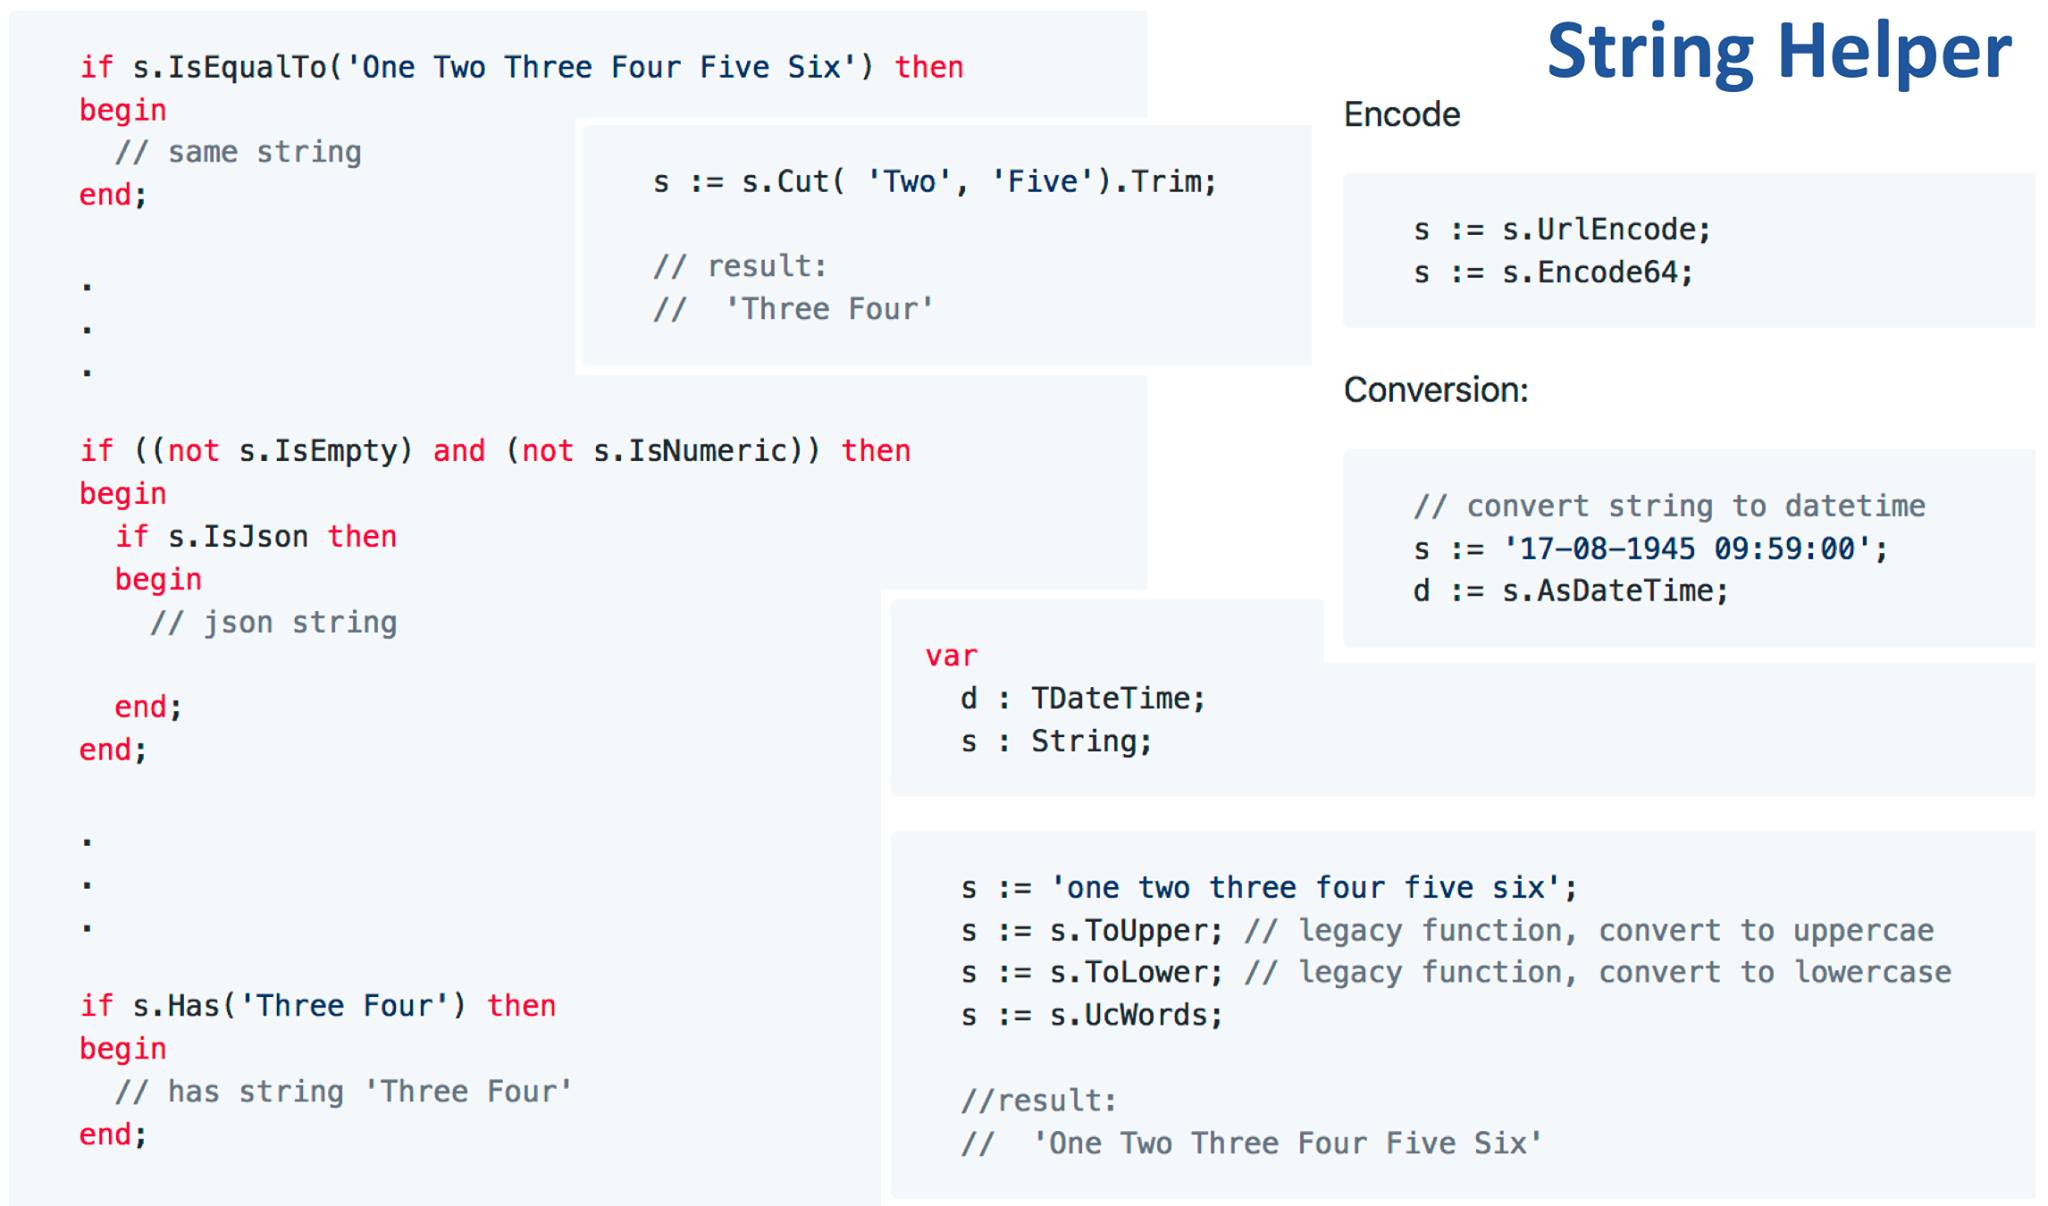 String Helper
if s.IsEqualTo('One Two Three Four Five Six') then
begin
  // same string
end;
.
.
.
if ((not s.IsEmpty) and (not s.IsNumeric)) then
begin
  if s.IsJson then
  begin
    // json string
  end;
end;
.
.
.
if s.Has('Three Four') then
begin
  // has string 'Three Four'
end;
s := s.Cut( 'Two', 'Five').Trim;
// result:
//  'Three Four'
Encode
s := s.UrlEncode;
s := s.Encode64;
Conversion:
// convert string to datetime
s := '17-08-1945 09:59:00';
d := s.AsDateTime;
var
  d : TDateTime;
  s : String;
s := 'one two three four five six';
s := s.ToUpper; // legacy function, convert to uppercae
s := s.ToLower; // legacy function, convert to lowercase
s := s.UcWords;
//result:
//  'One Two Three Four Five Six'